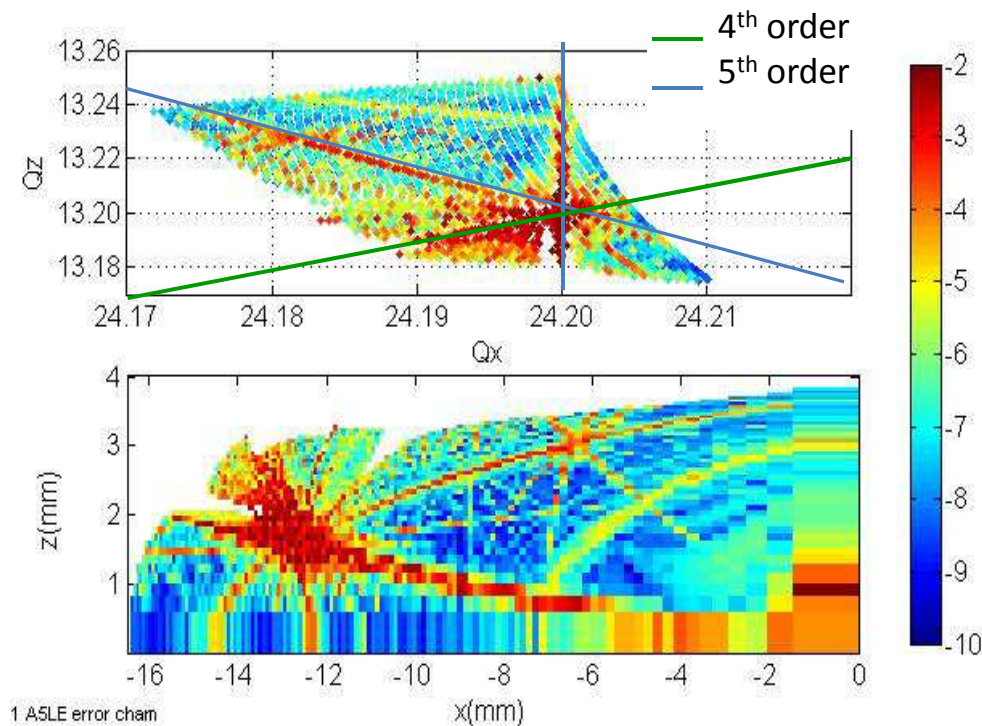 4th order
5th order
13.26
13.24
13.22
13.20
13.18
Qz
24.17 24.18 24.19 24.20 24.21
Qx
4
3
2
1
z(mm)
-16 -14 -12 -10 -8 -6 -4 -2 0
x(mm)
-2
-3
-4
-5
-6
-7
-8
-9
-10
1 A5LE error cham